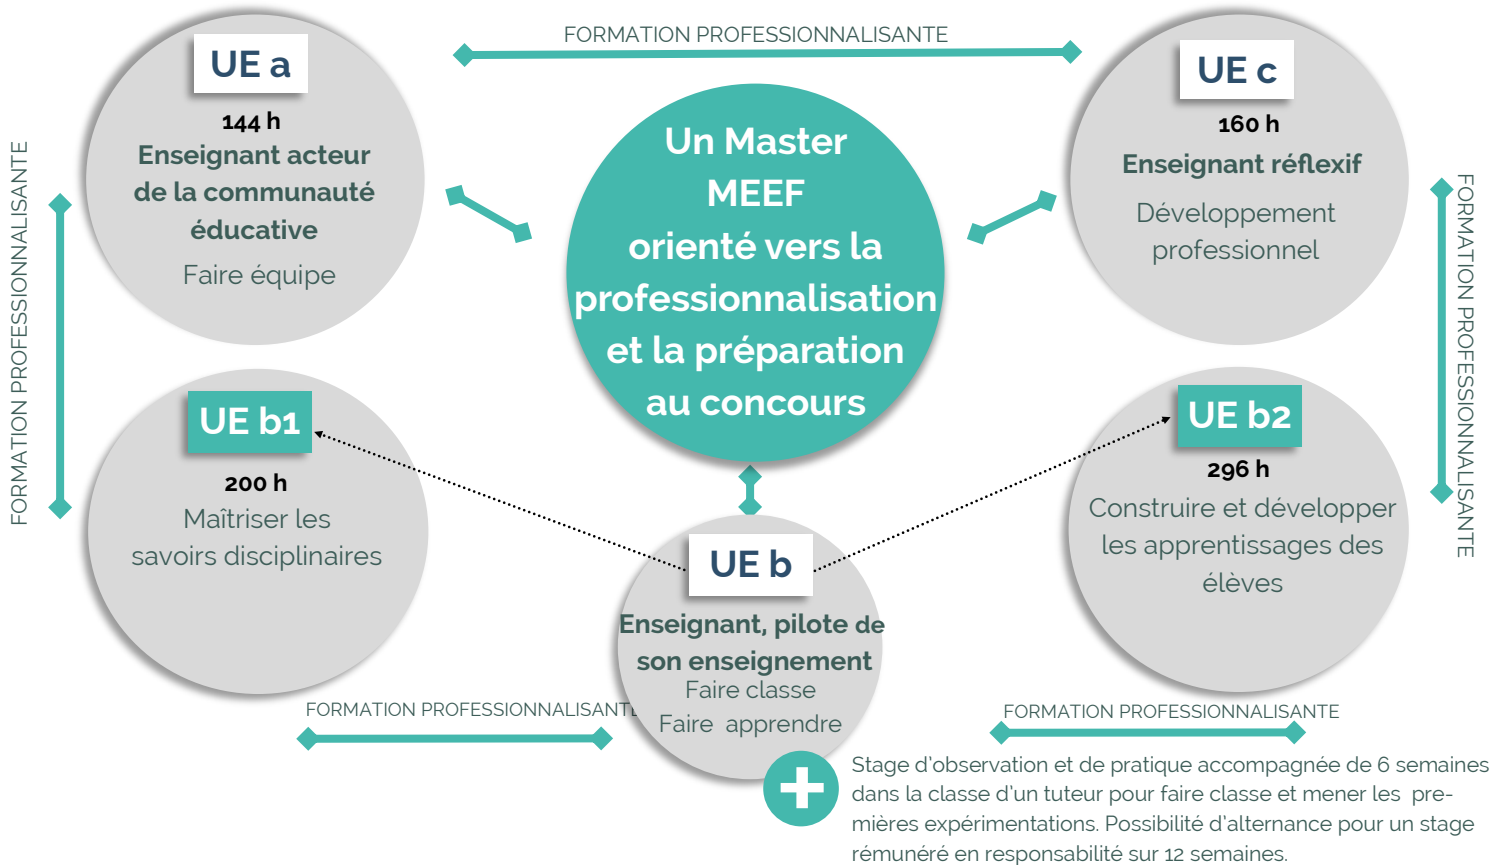 FORMATION PROFESSIONNALISANTE
UE a
144 h
Enseignant acteur
de la communauté
éducative
Faire équipe
Un Master
MEEF
orienté vers la
professionnalisation
et la préparation
au concours
UE c
160 h
Enseignant réflexif
Développement
professionnel
FORMATION PROFESSIONNALISANTE
FORMATION PROFESSIONNALISANTE
UE b1
200 h
Maîtriser les
savoirs disciplinaires
UE b2
296 h
Construire et développer
les apprentissages des
élèves
UE b
Enseignant, pilote de
son enseignement
Faire classe
Faire apprendre
FORMATION PROFESSIONNALISANTE
FORMATION PROFESSIONNALISANTE
Stage d'observation et de pratique accompagnée de 6 semaines
dans la classe d'un tuteur pour faire classe et mener les pre-
mières expérimentations. Possibilité d'alternance pour un stage
rémunéré en responsabilité sur 12 semaines.